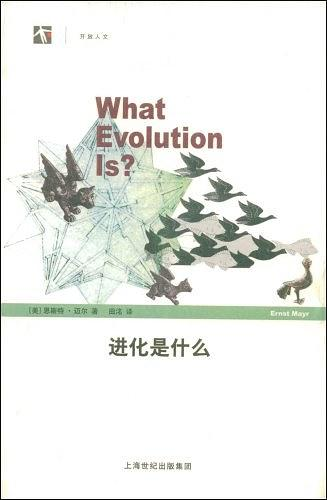 开放人文
What
Evolution
Is?
[美] 恩斯特·迈尔 著 田洺 译
Ernst Mayr
进化是什么
上海世纪出版集团